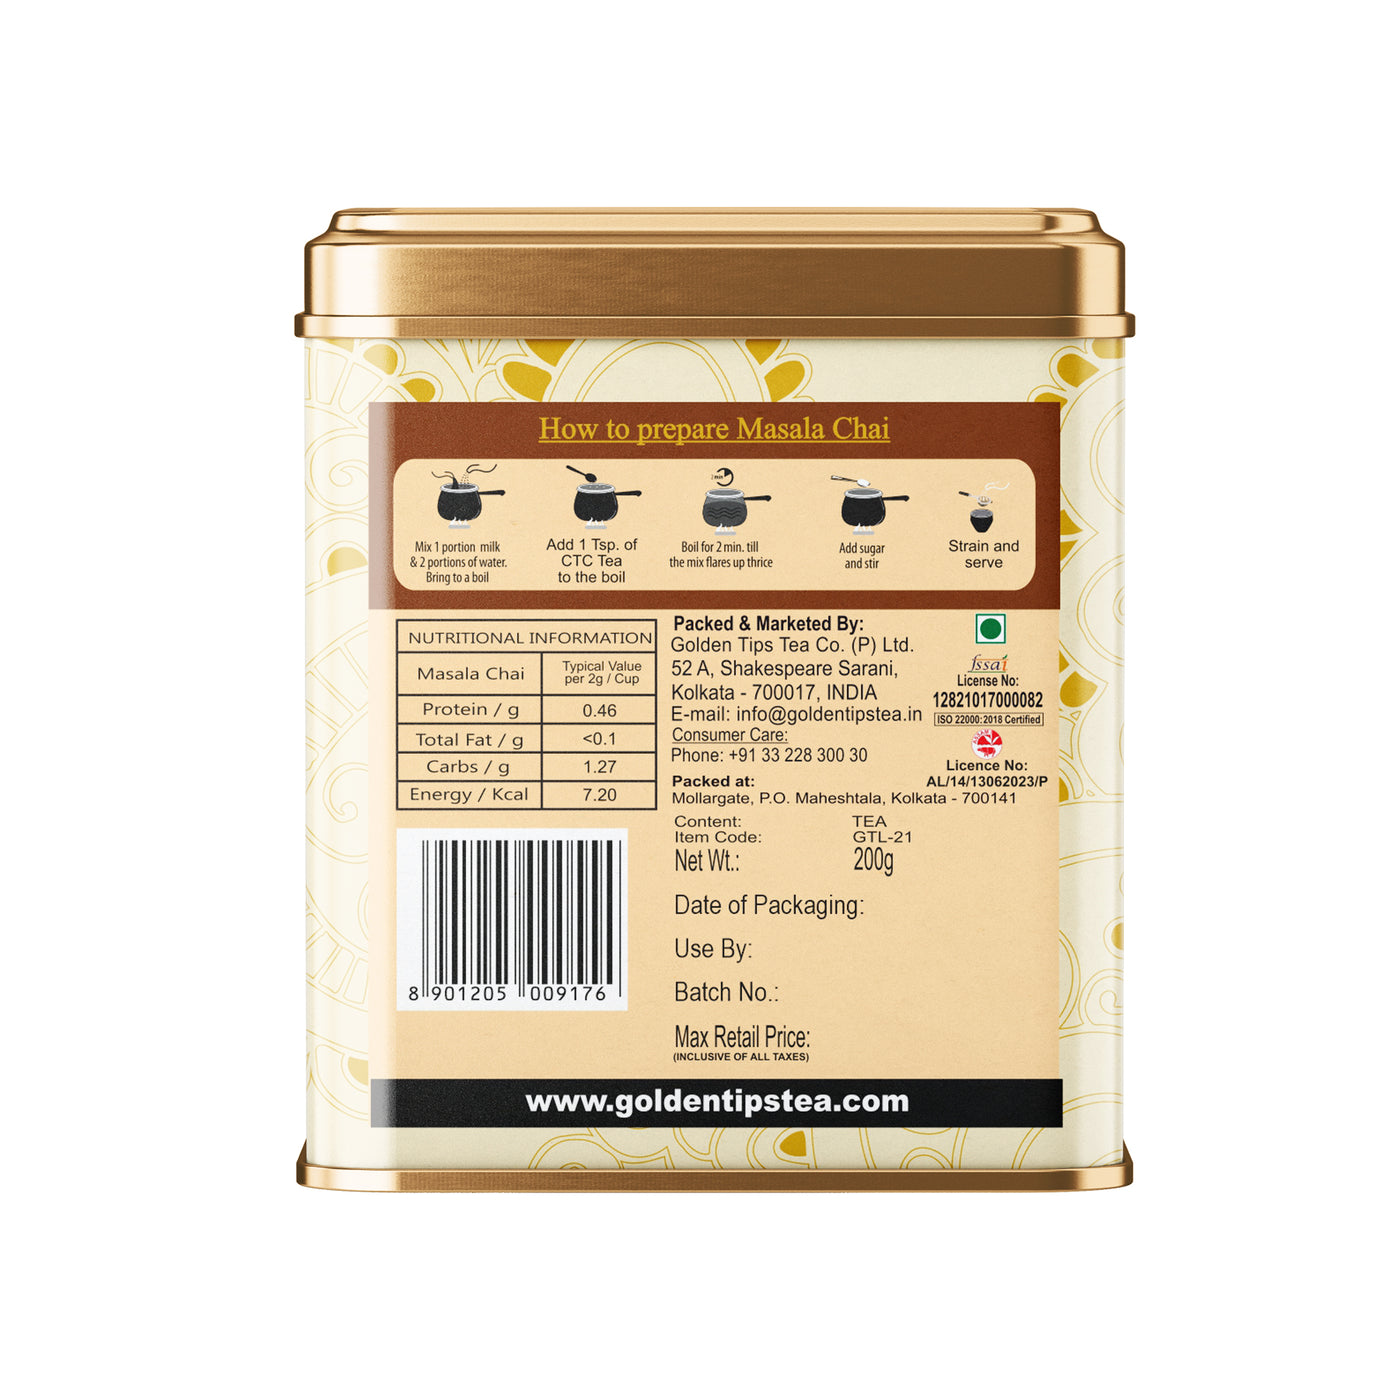 How to prepare Masala Chai
2 min
Mix 1 portion milk
& 2 portions of water.
Bring to a boil
Add 1 Tsp. of
CTC Tea
to the boil
Boil for 2 min. till
the mix flares up thrice
Add sugar
and stir
Strain and
serve
NUTRITIONAL INFORMATION
Masala Chai Typical Value
per 2g / Cup
Protein / g 0.46
Total Fat / g <0.1
Carbs / g 1.27
Energy / Kcal 7.20
8 901205 009176
Packed & Marketed By:
Golden Tips Tea Co. (P) Ltd.
52 A, Shakespeare Sarani,
Kolkata - 700017, INDIA
E-mail: info@goldentipstea.in
Consumer Care:
Phone: +91 33 228 300 30
fssai
License No:
12821017000082
ISO 22000:2018 Certified
ASSAM
Licence No:
AL/14/13062023/P
Packed at:
Mollargate, P.O. Maheshtala, Kolkata - 700141
Content: TEA
Item Code: GTL-21
Net Wt.: 200g
Date of Packaging:
Use By:
Batch No.:
Max Retail Price:
(INCLUSIVE OF ALL TAXES)
www.goldentipstea.com